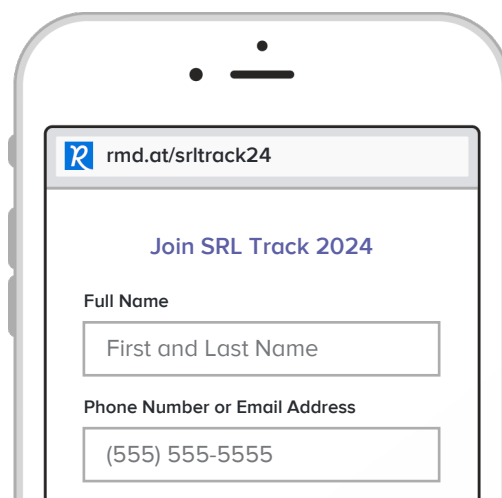 rmd.at/srltrack24
Join SRL Track 2024
Full Name
First and Last Name
Phone Number or Email Address
(555) 555-5555